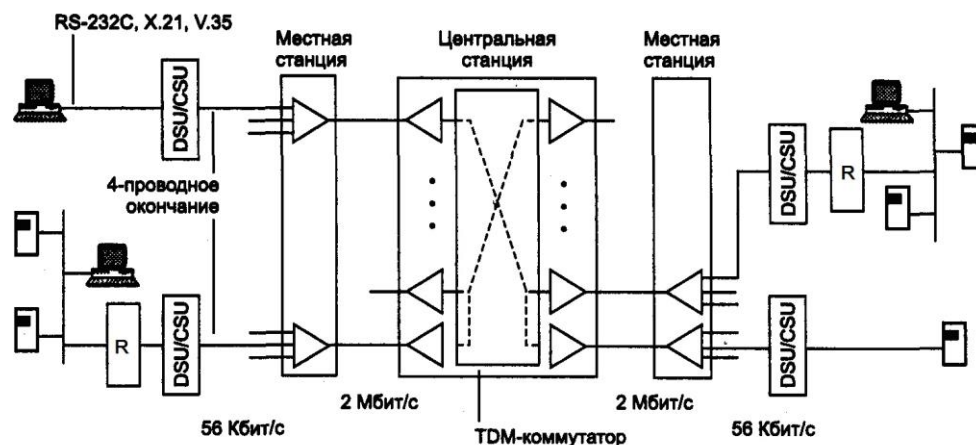 RS-232C, X.21, V.35
Местная
станция
Центральная
станция
Местная
станция
DSU/CSU
4-проводное
окончание
DSU/CSU
R
R
DSU/CSU
DSU/CSU
56 Кбит/с
2 Мбит/с
TDM-коммутатор
2 Мбит/с
56 Кбит/с